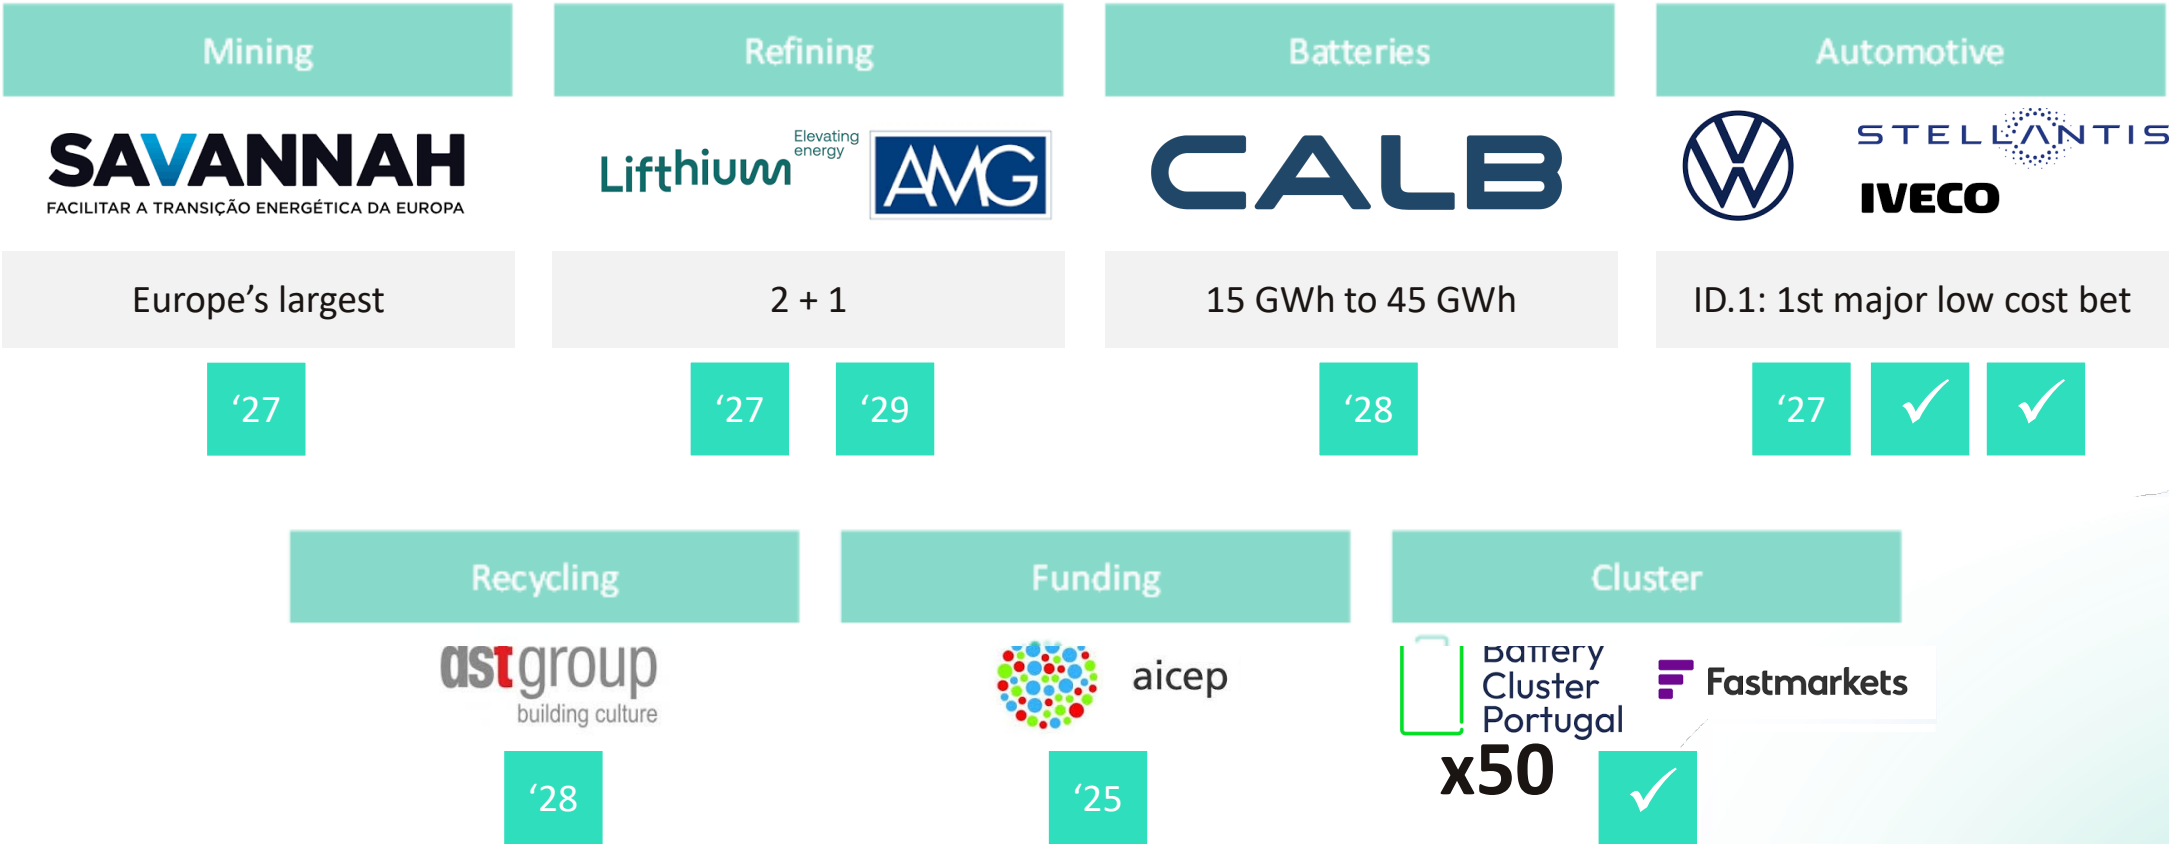 Mining
Refining
Batteries
Automotive
SAVANNAH
FACILITAR A TRANSIÇÃO ENERGÉTICA DA EUROPA
Lifthium
Elevating
energy
AMG
CALB
STELLANTIS
IVECO
Europe’s largest
2 + 1
15 GWh to 45 GWh
ID.1: 1st major low cost bet
‘27
‘27
‘29
‘28
‘27
Recycling
Funding
Cluster
astgroup
building culture
aicep
Battery
Cluster
Portugal
Fastmarkets
x50
‘28
‘25